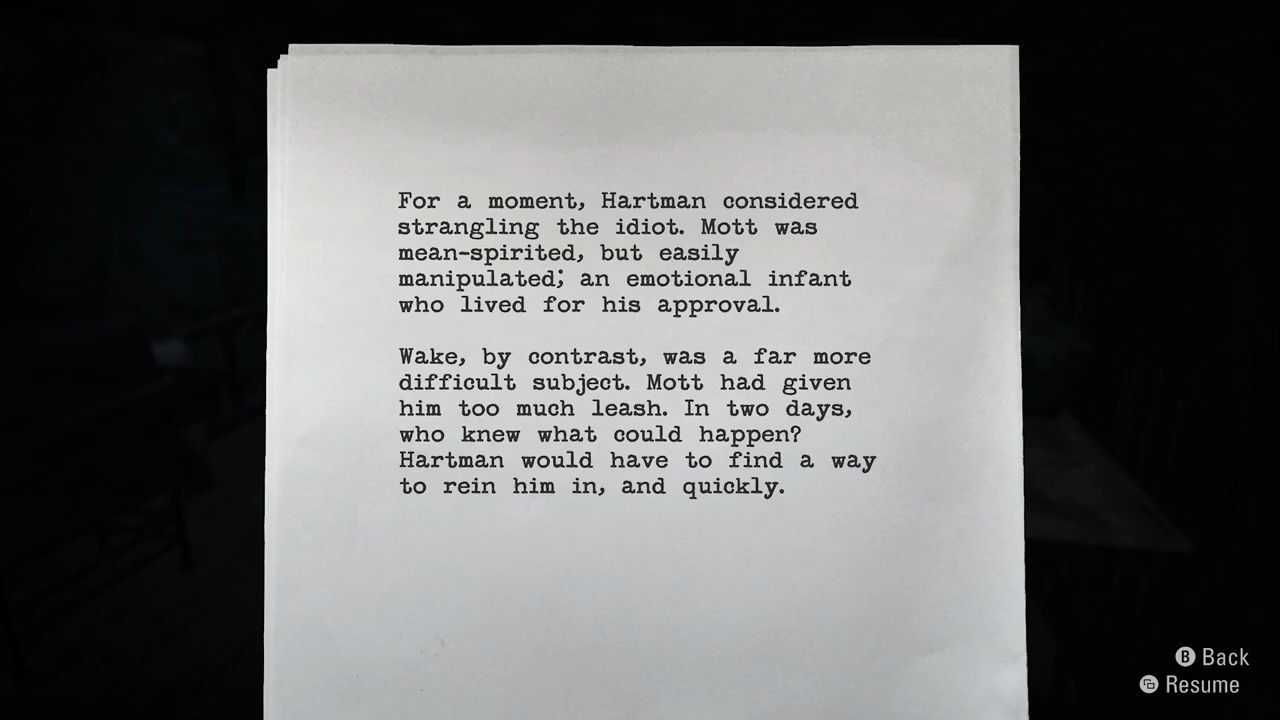 For a moment, Hartman considered
strangling the idiot. Mott was
mean-spirited, but easily
manipulated; an emotional infant
who lived for his approval.
Wake, by contrast, was a far more
difficult subject. Mott had given
him too much leash. In two days,
who knew what could happen?
Hartman would have to find a way
to rein him in, and quickly.
B Back
Resume